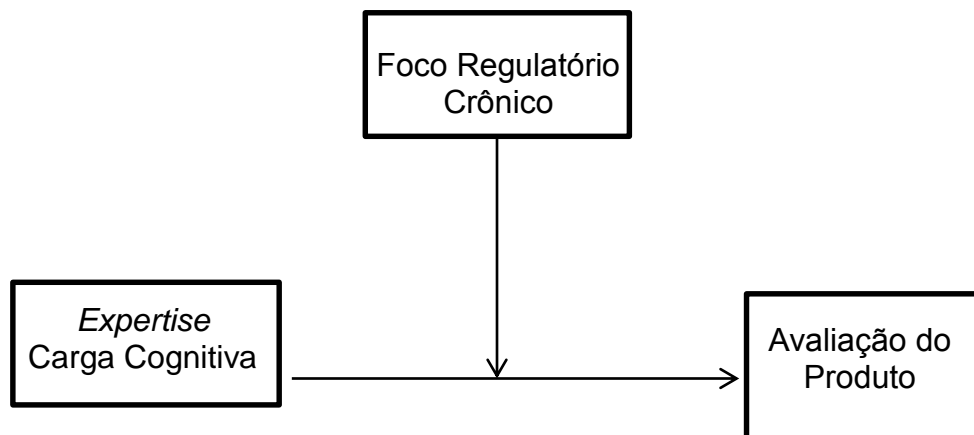 Foco Regulatório
Crônico
Expertise
Carga Cognitiva
Avaliação do
Produto